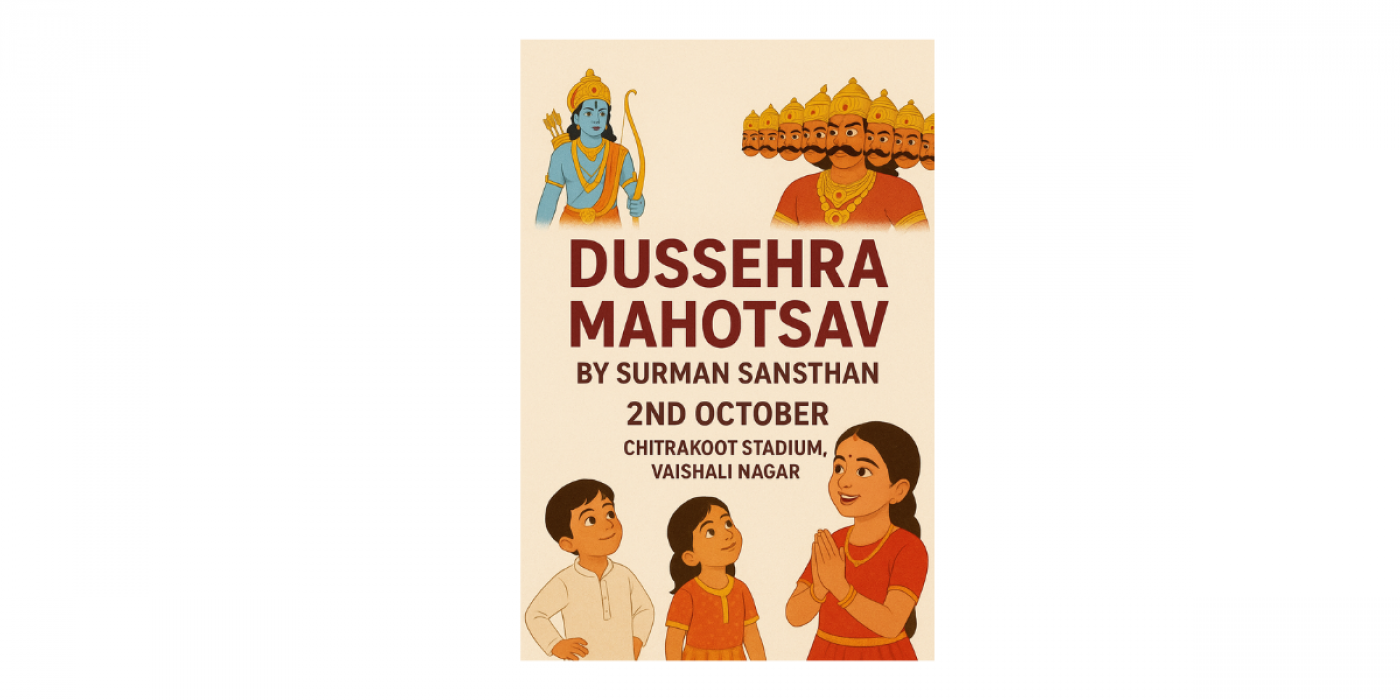 DUSSEHRA
MAHOTSAV
BY SURMAN SANSTHAN
2ND OCTOBER
CHITRAKOOT STADIUM,
VAISHALI NAGAR